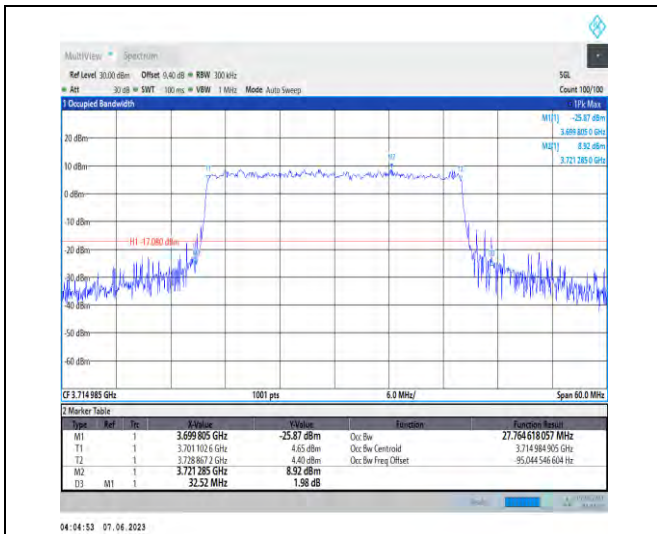 MultiView Spectrum
Ref Level 30.00 dBm Offset 9.40 dB RBW 300 kHz SGL
Att 30 dB SWT 100 ms VBW 1 MHz Mode Auto Sweep Count 100/100
1 Occupied Bandwidth 1Pk Max
M1[1] -25.87 dBm
3.699 805 0 GHz
M2[1] 8.92 dBm
3.721 285 0 GHz
20 dBm
10 dBm
T1 M2 T2
0 dBm
-10 dBm
H1 -17.080 dBm
-20 dBm
-30 dBm
-40 dBm
-50 dBm
-60 dBm
CF 3.714 985 GHz 1001 pts 6.0 MHz/ Span 60.0 MHz
2 Marker Table
Type Ref Trc X-Value Y-Value Function Function Result
M1 1 3.699 805 GHz -25.87 dBm Occ Bw 27.764 618 057 MHz
T1 1 3.701 102 6 GHz 4.65 dBm Occ Bw Centroid 3.714 984 905 GHz
T2 1 3.728 867 2 GHz 4.40 dBm Occ Bw Freq Offset -95.044 546 604 Hz
M2 1 3.721 285 GHz 8.92 dBm
D3 M1 1 32.52 MHz 1.98 dB
04:04:53 07.06.2023